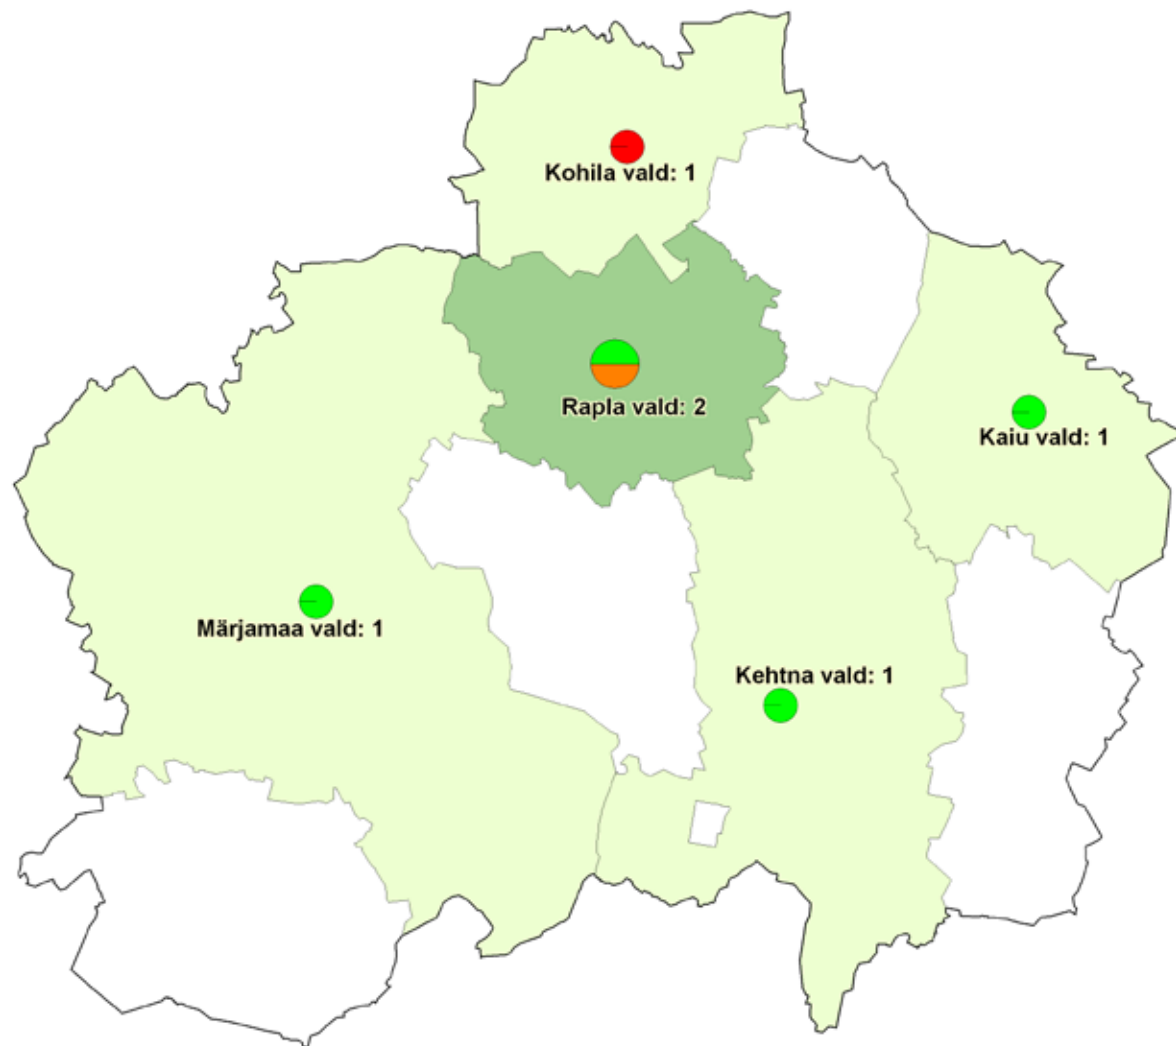 Kohila vald: 1
Rapla vald: 2
Kaiu vald: 1
Märjamaa vald: 1
Kehtna vald: 1